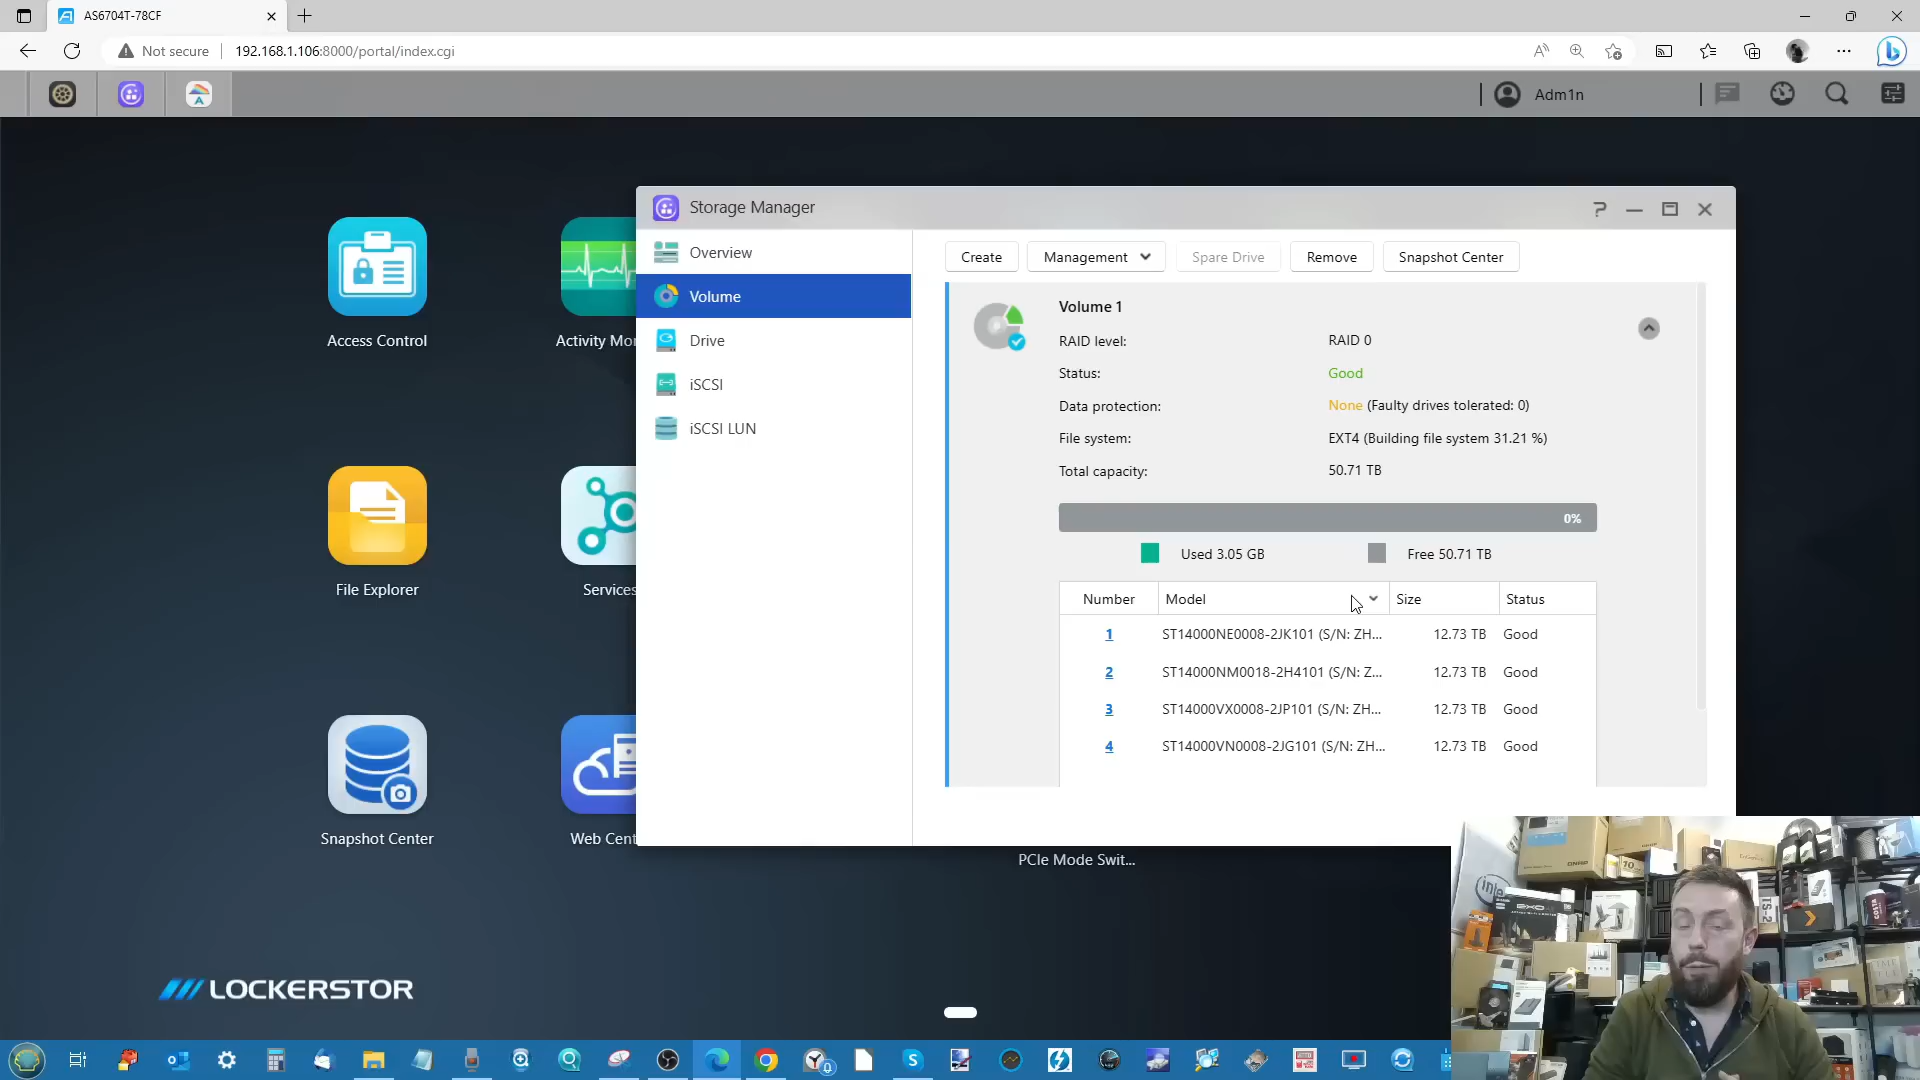 AS6704T-78CF
Not secure
192.168.1.106:8000/portal/index.cgi
Adm1n
Storage Manager
Overview
Volume
Drive
iSCSI
iSCSI LUN
Create
Management
Spare Drive
Remove
Snapshot Center
Volume 1
RAID level: RAID 0
Status: Good
Data protection: None (Faulty drives tolerated: 0)
File system: EXT4 (Building file system 31.21 %)
Total capacity: 50.71 TB
0%
Used 3.05 GB Free 50.71 TB
Number Model Size Status
1 ST14000NE0008-2JK101 (S/N: ZH... 12.73 TB Good
2 ST14000NM0018-2H4101 (S/N: Z... 12.73 TB Good
3 ST14000VX0008-2JP101 (S/N: ZH... 12.73 TB Good
4 ST14000VN0008-2JG101 (S/N: ZH... 12.73 TB Good
Access Control
Activity Mo
File Explorer
Services
Snapshot Center
Web Cent
PCIe Mode Swit...
LOCKERSTOR
QNAP
10
COSTA